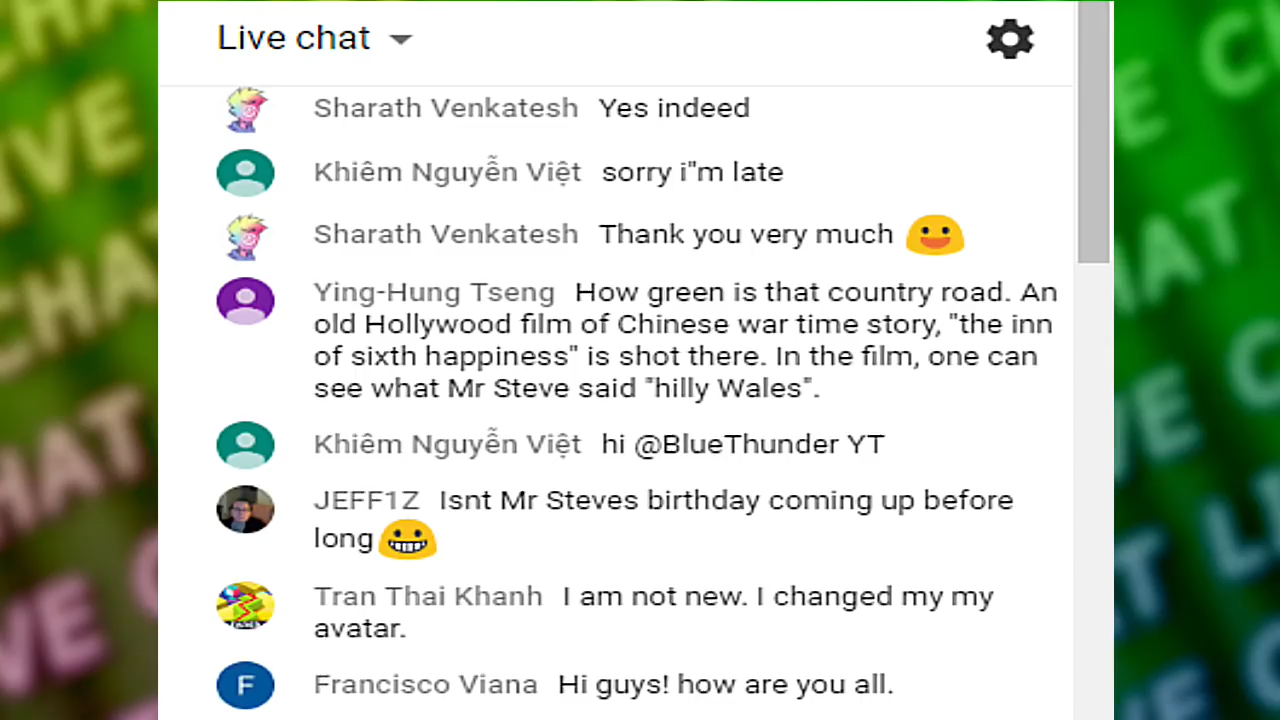 Live chat
Sharath Venkatesh Yes indeed
Khiêm Nguyễn Việt sorry i"m late
Sharath Venkatesh Thank you very much
Ying-Hung Tseng How green is that country road. An
old Hollywood film of Chinese war time story, "the inn
of sixth happiness" is shot there. In the film, one can
see what Mr Steve said "hilly Wales".
Khiêm Nguyễn Việt hi @BlueThunder YT
JEFF1Z Isnt Mr Steves birthday coming up before
long
Tran Thai Khanh I am not new. I changed my my
avatar.
F Francisco Viana Hi guys! how are you all.